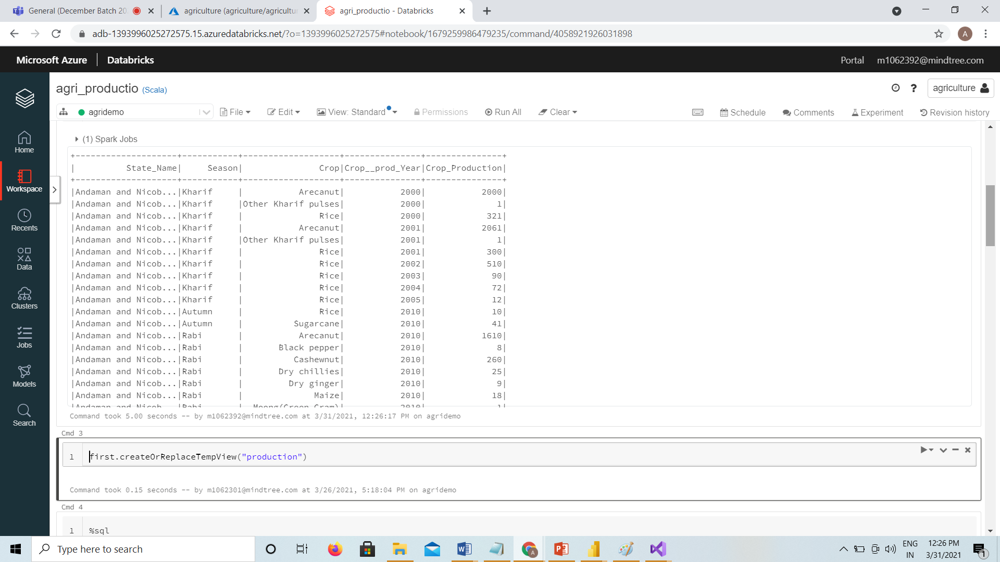 General (December Batch 20
agriculture (agriculture/agricultur
agri_productio - Databricks
adb-1393996025272575.15.azuredatabricks.net/?o=1393996025272575#notebook/1679259986479235/command/4058921926031898
A
Microsoft Azure
Databricks
Portal
m1062392@mindtree.com
agri_productio (Scala)
? agriculture
agridemo
File
Edit
View: Standard
Permissions
Run All
Clear
Schedule
Comments
Experiment
Revision history
Home
Workspace
Recents
Data
Clusters
Jobs
Models
Search
(1) Spark Jobs
+--------------------+-----------+-------------------+---------------+---------------+
|          State_Name|     Season|               Crop|Crop__prod_Year|Crop_Production|
+--------------------+-----------+-------------------+---------------+---------------+
|Andaman and Nicob...|Kharif     |           Arecanut|           2000|           2000|
|Andaman and Nicob...|Kharif     |Other Kharif pulses|           2000|              1|
|Andaman and Nicob...|Kharif     |               Rice|           2000|            321|
|Andaman and Nicob...|Kharif     |           Arecanut|           2001|           2061|
|Andaman and Nicob...|Kharif     |Other Kharif pulses|           2001|              1|
|Andaman and Nicob...|Kharif     |               Rice|           2001|            300|
|Andaman and Nicob...|Kharif     |               Rice|           2002|            510|
|Andaman and Nicob...|Kharif     |               Rice|           2003|             90|
|Andaman and Nicob...|Kharif     |               Rice|           2004|             72|
|Andaman and Nicob...|Kharif     |               Rice|           2005|             12|
|Andaman and Nicob...|Autumn     |               Rice|           2010|             10|
|Andaman and Nicob...|Autumn     |          Sugarcane|           2010|             41|
|Andaman and Nicob...|Rabi       |           Arecanut|           2010|           1610|
|Andaman and Nicob...|Rabi       |       Black pepper|           2010|              8|
|Andaman and Nicob...|Rabi       |          Cashewnut|           2010|            260|
|Andaman and Nicob...|Rabi       |       Dry chillies|           2010|             25|
|Andaman and Nicob...|Rabi       |         Dry ginger|           2010|              9|
|Andaman and Nicob...|Rabi       |              Maize|           2010|             18|
|Andaman and Nicob...|Rabi       |  Moong(Green Gram)|           2010|              1|
Command took 5.00 seconds -- by m1062392@mindtree.com at 3/31/2021, 12:26:17 PM on agridemo
Cmd 3
1 first.createOrReplaceTempView("production")
Command took 0.15 seconds -- by m1062301@mindtree.com at 3/26/2021, 5:18:04 PM on agridemo
Cmd 4
1 %sql
Type here to search
A
ENG
IN
12:26 PM
3/31/2021
1